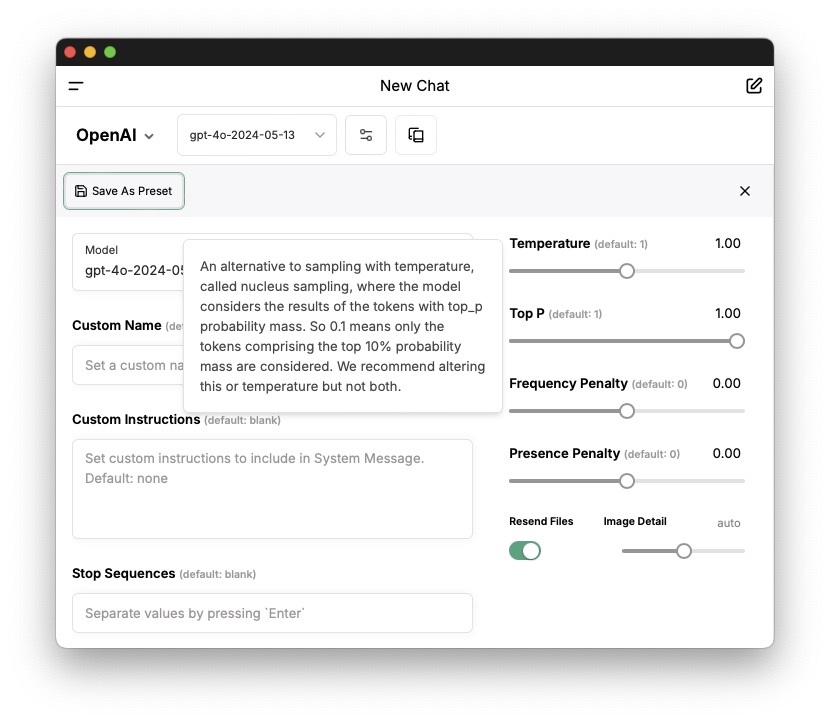 New Chat
OpenAI
gpt-4o-2024-05-13
Save As Preset
Model
gpt-4o-2024-05
An alternative to sampling with temperature,
called nucleus sampling, where the model
considers the results of the tokens with top_p
probability mass. So 0.1 means only the
tokens comprising the top 10% probability
mass are considered. We recommend altering
this or temperature but not both.
Custom Name (de
Set a custom na
Custom Instructions (default: blank)
Set custom instructions to include in System Message.
Default: none
Stop Sequences (default: blank)
Separate values by pressing `Enter`
Temperature (default: 1) 1.00
Top P (default: 1) 1.00
Frequency Penalty (default: 0) 0.00
Presence Penalty (default: 0) 0.00
Resend Files Image Detail auto